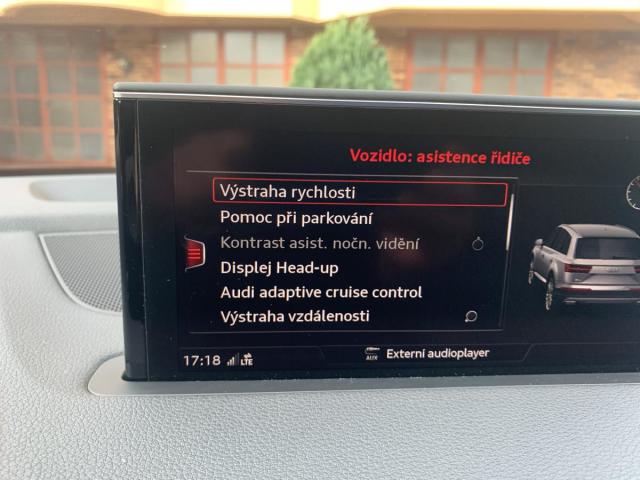 Vozidlo: asistence řidiče
Výstraha rychlosti
Pomoc při parkování
Kontrast asist. nočn. vidění
Displej Head-up
Audi adaptive cruise control
Výstraha vzdálenosti
17:18 LTE AUX Externí audioplayer